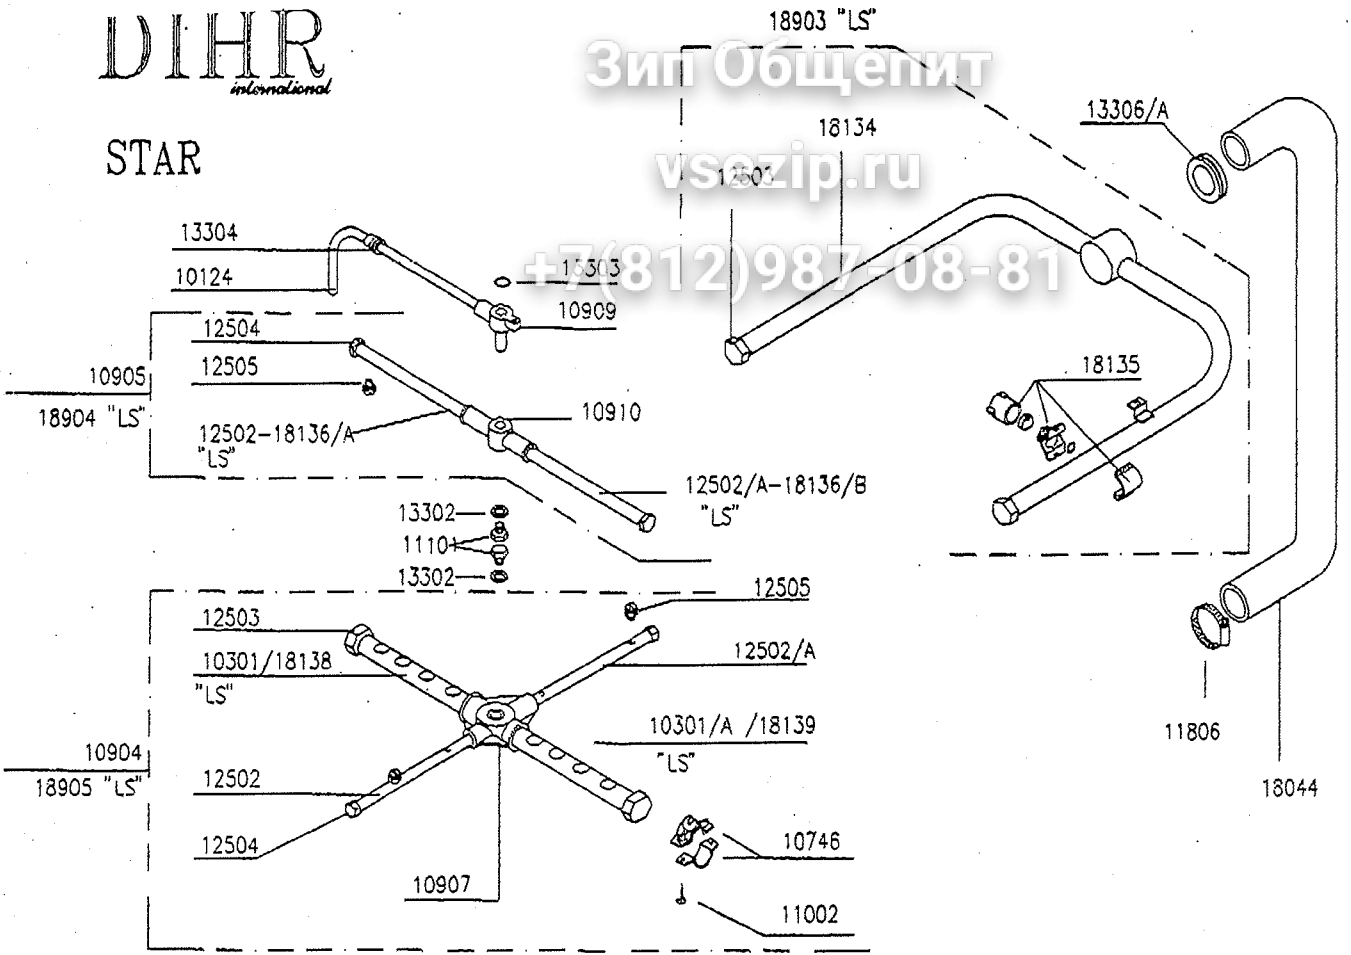 DIHR
international
STAR
18903 "LS"
Зип Общепит
vsezip.ru
+7(812)987-08-81
13306/A
18134
13304
10124
10909
12504
12505
10905
18904 "LS"
12502-18136/A
"LS"
10910
18135
12502/A-18136/B
"LS"
13302
11101
13302
12505
12503
12502/A
10301/18138
"LS"
10301/A /18139
"LS"
11806
18044
10904
18905 "LS"
12502
12504
10746
10907
11002